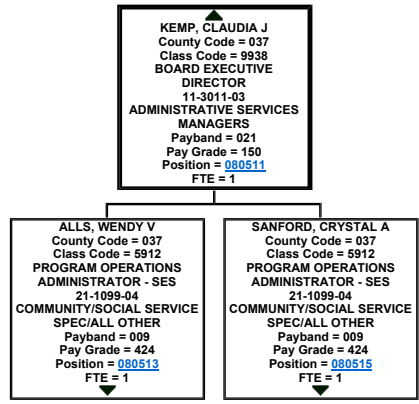 KEMP, CLAUDIA J
County Code = 037
Class Code = 9938
BOARD EXECUTIVE
DIRECTOR
11-3011-03
ADMINISTRATIVE SERVICES
MANAGERS
Payband = 021
Pay Grade = 150
Position = 080511
FTE = 1
ALLS, WENDY V
County Code = 037
Class Code = 5912
PROGRAM OPERATIONS
ADMINISTRATOR - SES
21-1099-04
COMMUNITY/SOCIAL SERVICE
SPEC/ALL OTHER
Payband = 009
Pay Grade = 424
Position = 080513
FTE = 1
SANFORD, CRYSTAL A
County Code = 037
Class Code = 5912
PROGRAM OPERATIONS
ADMINISTRATOR - SES
21-1099-04
COMMUNITY/SOCIAL SERVICE
SPEC/ALL OTHER
Payband = 009
Pay Grade = 424
Position = 080515
FTE = 1